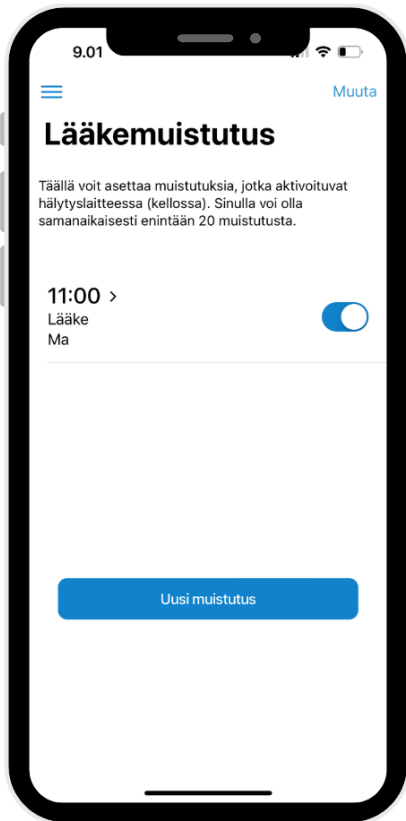 9.01
Muuta
Lääkemuistutus
Täällä voit asettaa muistutuksia, jotka aktivoituvat
hälytyslaitteessa (kellossa). Sinulla voi olla
samanaikaisesti enintään 20 muistutusta.
11:00 >
Lääke
Ma
Uusi muistutus